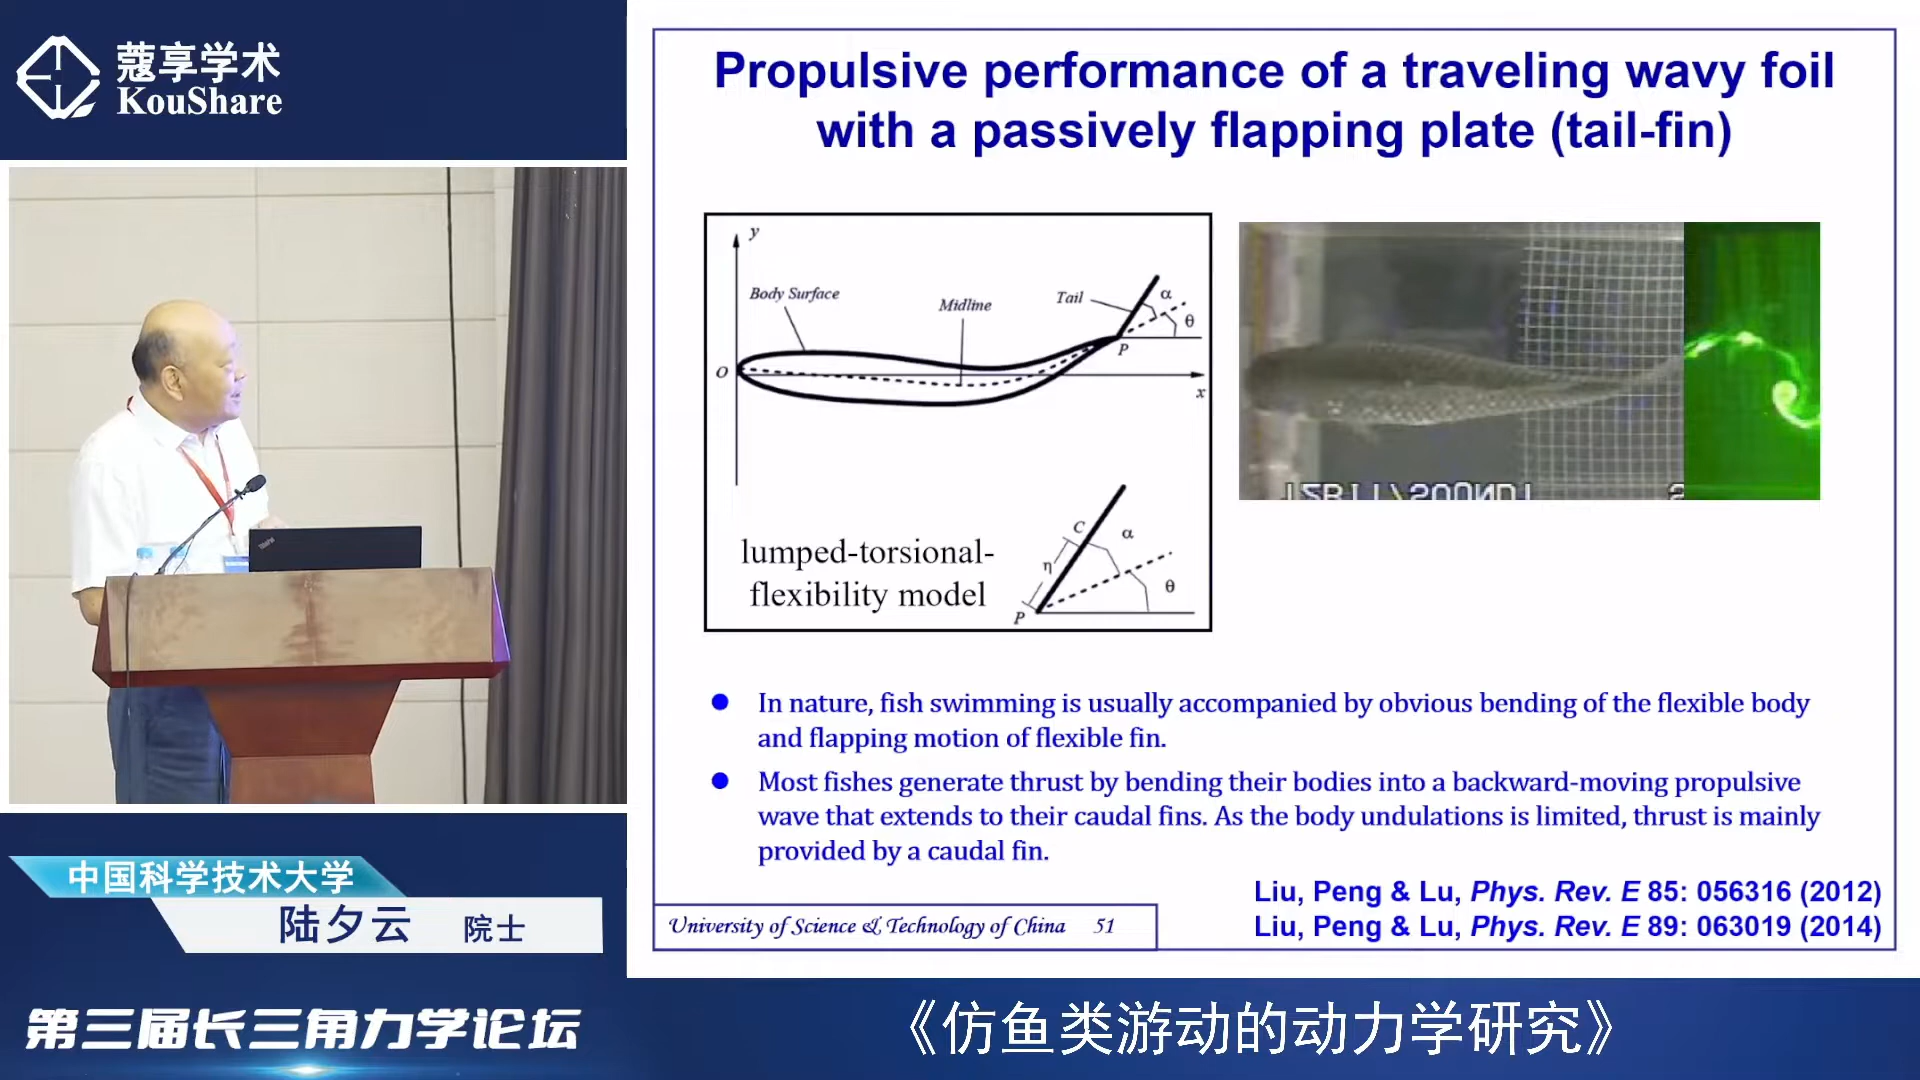 蔻享学术
KouShare
Propulsive performance of a traveling wavy foil
with a passively flapping plate (tail-fin)
y
Body Surface
Midline
Tail
α
θ
P
O
x
lumped-torsional-
flexibility model
C
α
η
θ
P
In nature, fish swimming is usually accompanied by obvious bending of the flexible body
and flapping motion of flexible fin.
Most fishes generate thrust by bending their bodies into a backward-moving propulsive
wave that extends to their caudal fins. As the body undulations is limited, thrust is mainly
provided by a caudal fin.
Liu, Peng & Lu, Phys. Rev. E 85: 056316 (2012)
Liu, Peng & Lu, Phys. Rev. E 89: 063019 (2014)
University of Science & Technology of China 51
中国科学技术大学
陆夕云 院士
第三届长三角力学论坛
《仿鱼类游动的动力学研究》